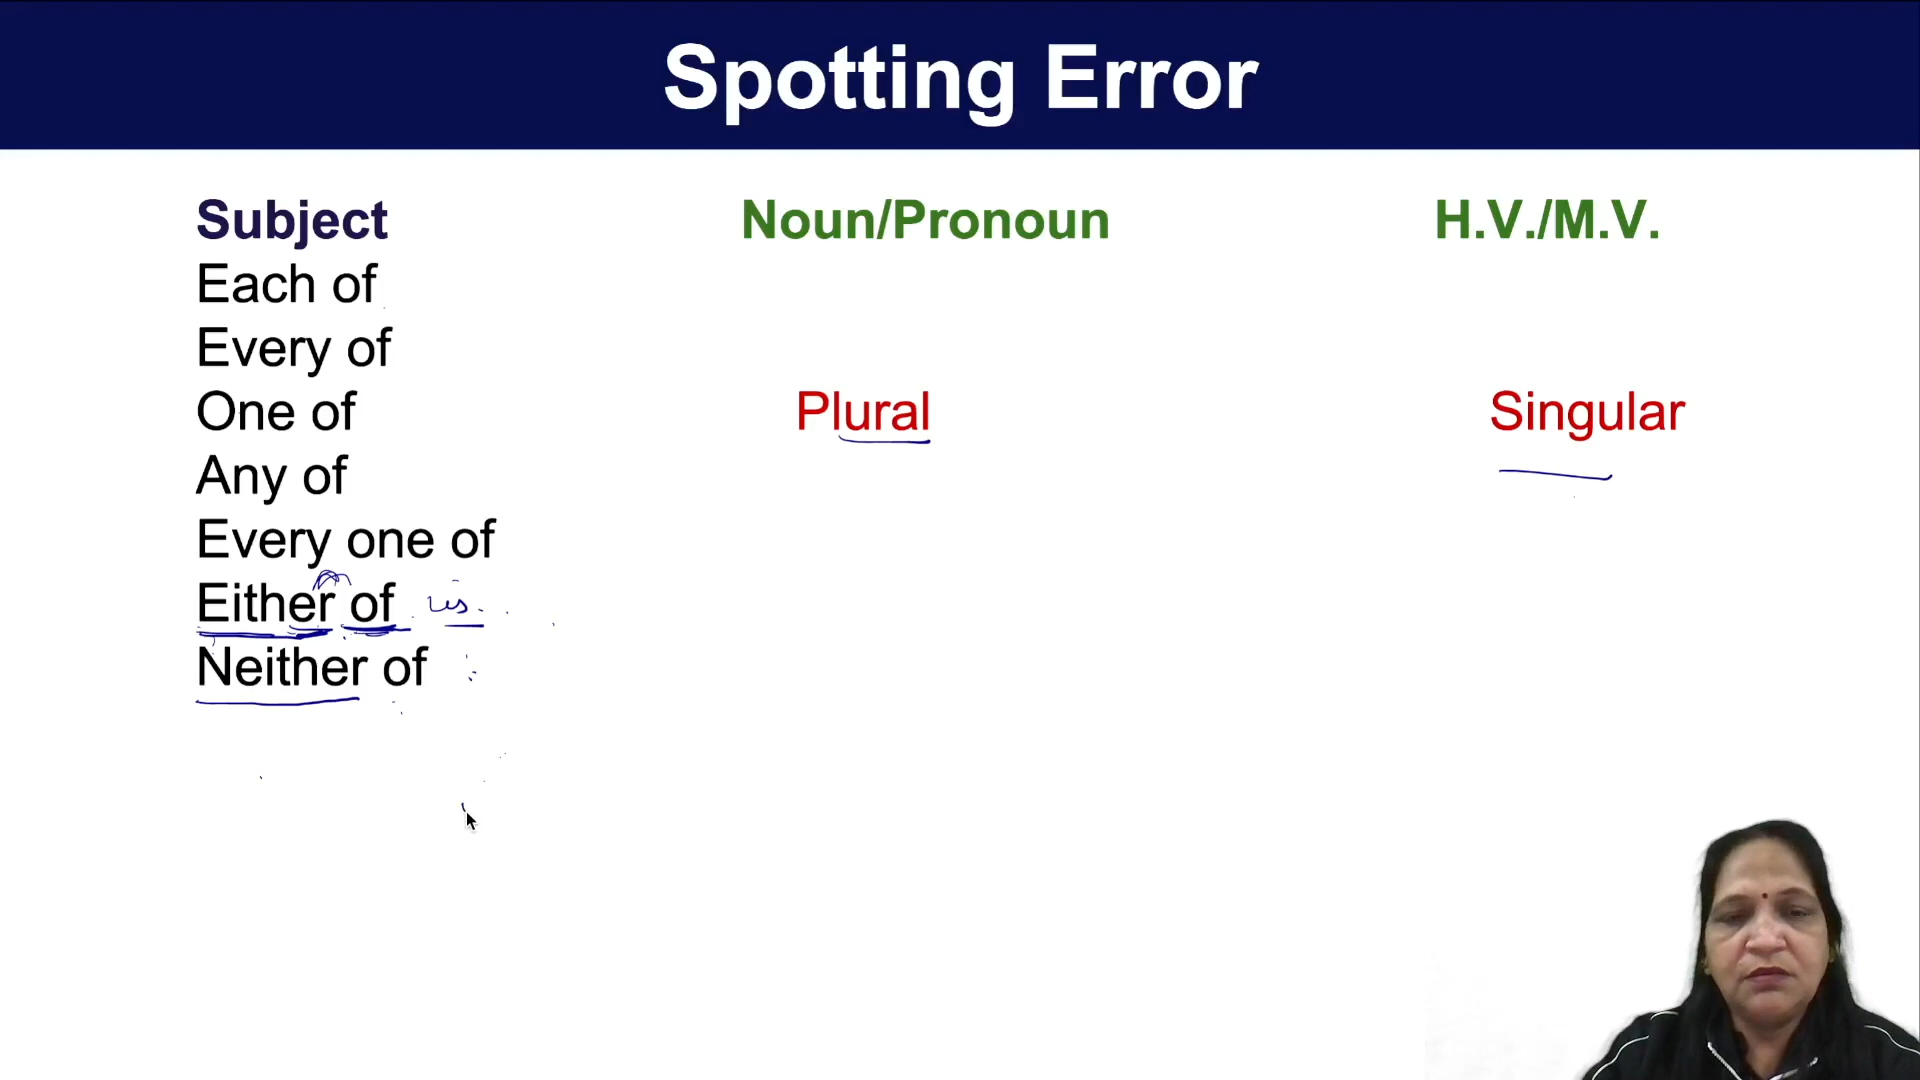 Spotting Error
Subject Noun/Pronoun H.V./M.V.
Each of
Every of
One of Plural Singular
Any of
Every one of
Either of us.
Neither of